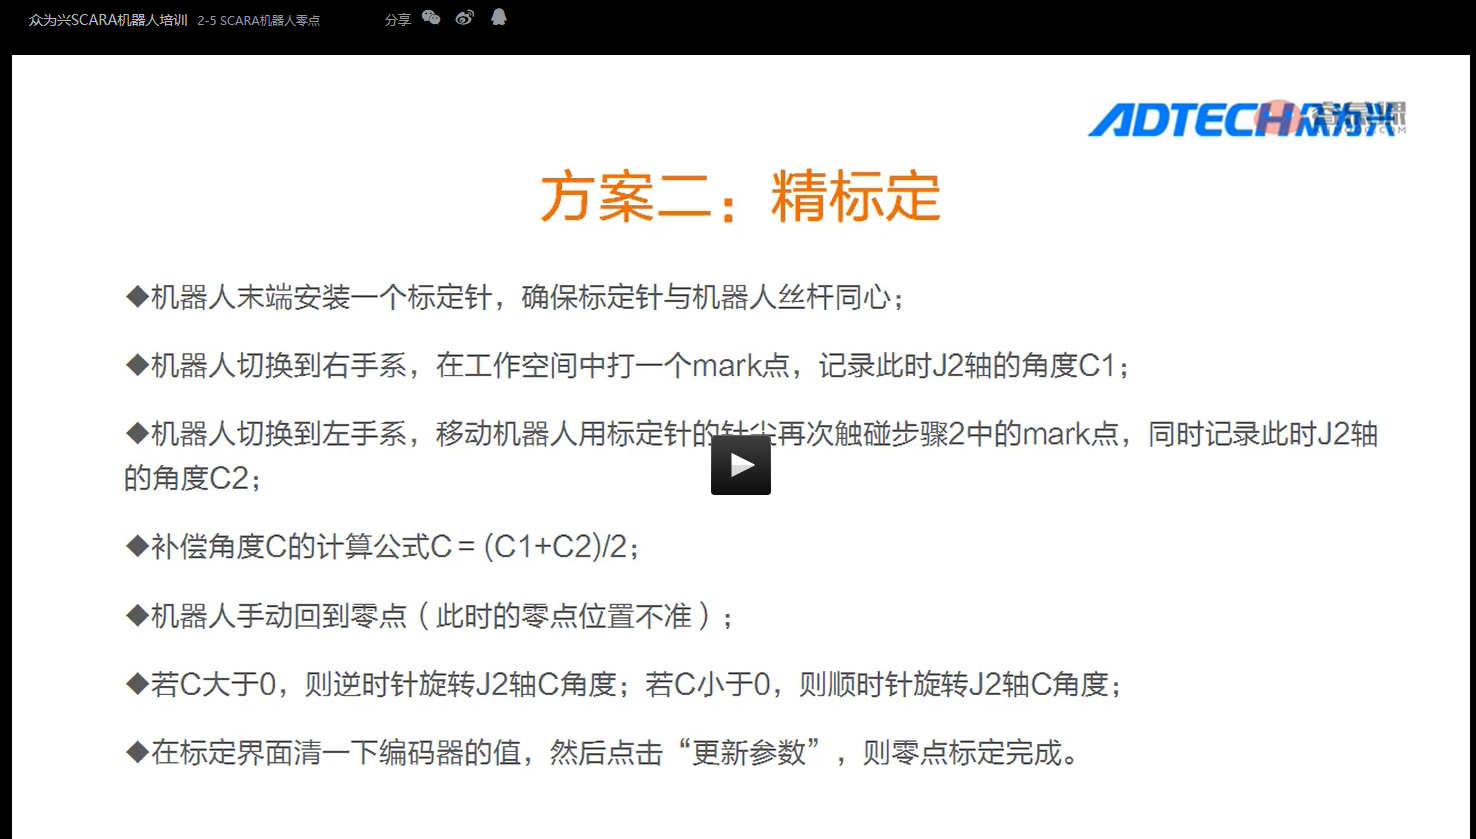 众为兴SCARA机器人培训 2-5 SCARA机器人零点 分享
ADTECH众为兴
方案二：精标定
◆机器人末端安装一个标定针，确保标定针与机器人丝杆同心；
◆机器人切换到右手系，在工作空间中打一个mark点，记录此时J2轴的角度C1；
◆机器人切换到左手系，移动机器人用标定针的针尖再次触碰步骤2中的mark点，同时记录此时J2轴
的角度C2；
◆补偿角度C的计算公式C = (C1+C2)/2；
◆机器人手动回到零点（此时的零点位置不准）；
◆若C大于0，则逆时针旋转J2轴C角度；若C小于0，则顺时针旋转J2轴C角度；
◆在标定界面清一下编码器的值，然后点击“更新参数”，则零点标定完成。